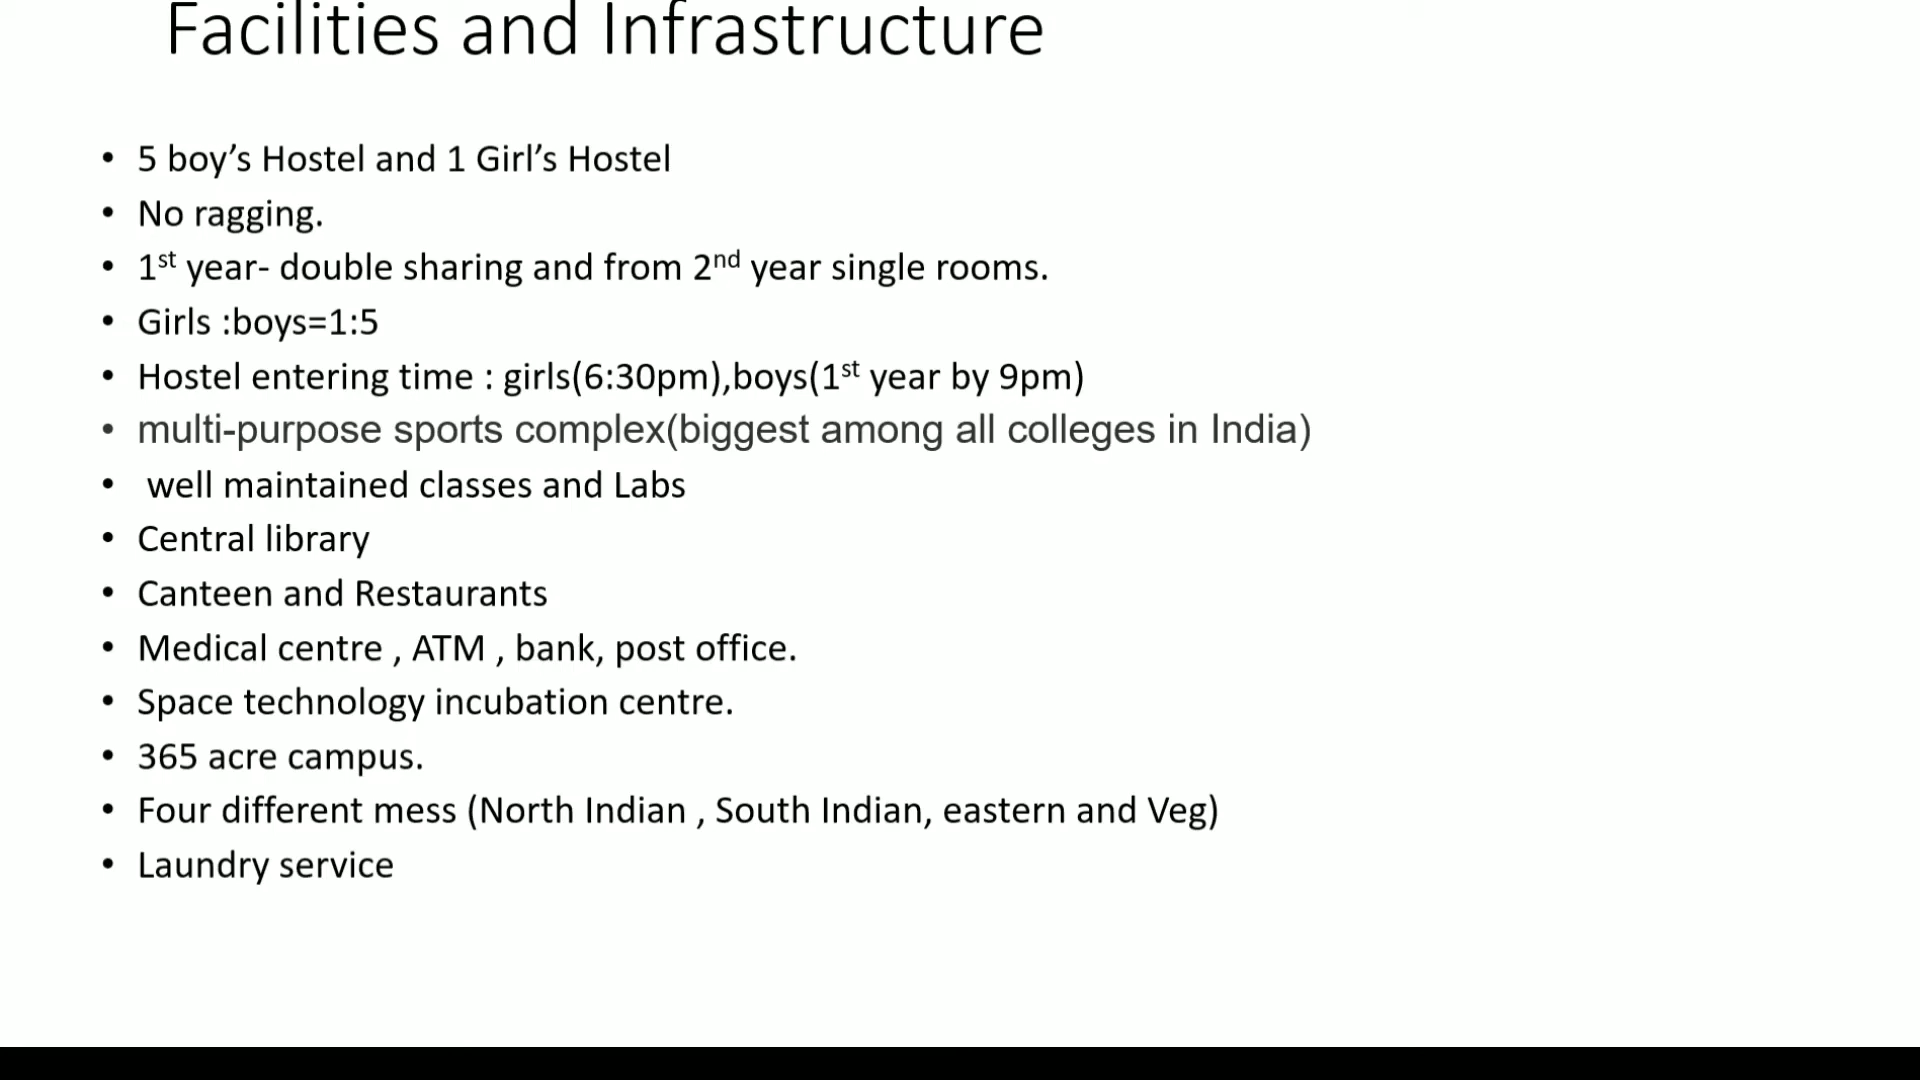 Facilities and Infrastructure
• 5 boy’s Hostel and 1 Girl’s Hostel
• No ragging.
• 1st year- double sharing and from 2nd year single rooms.
• Girls :boys=1:5
• Hostel entering time : girls(6:30pm),boys(1st year by 9pm)
• multi-purpose sports complex(biggest among all colleges in India)
• well maintained classes and Labs
• Central library
• Canteen and Restaurants
• Medical centre , ATM , bank, post office.
• Space technology incubation centre.
• 365 acre campus.
• Four different mess (North Indian , South Indian, eastern and Veg)
• Laundry service